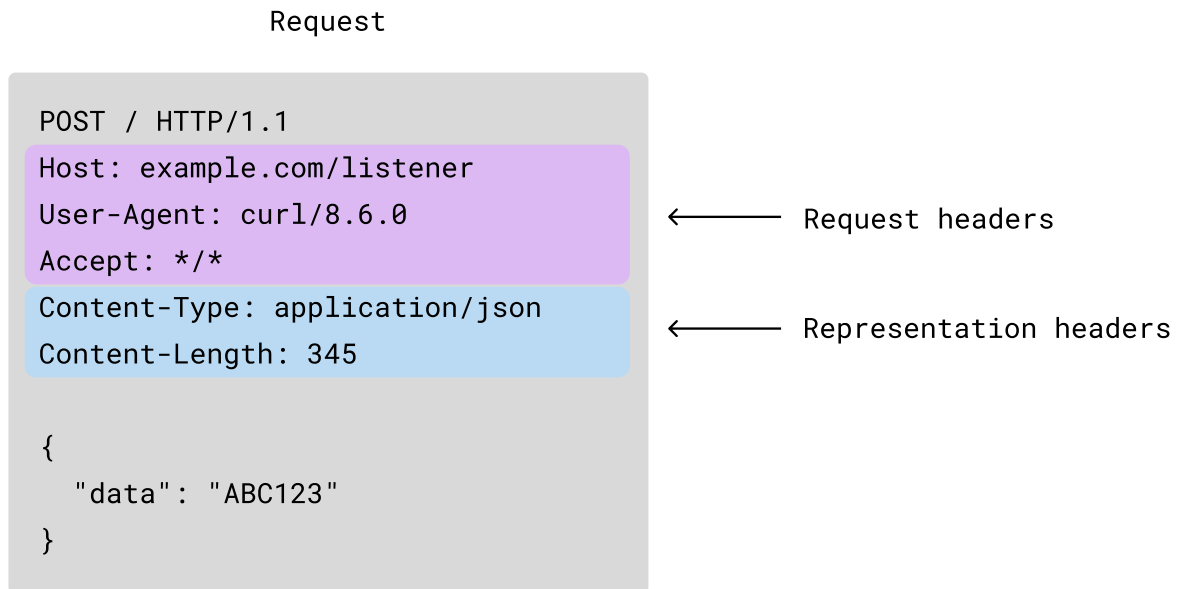 Request
POST / HTTP/1.1
Host: example.com/listener
User-Agent: curl/8.6.0
Accept: */*
Content-Type: application/json
Content-Length: 345
{
  "data": "ABC123"
}
Request headers
Representation headers